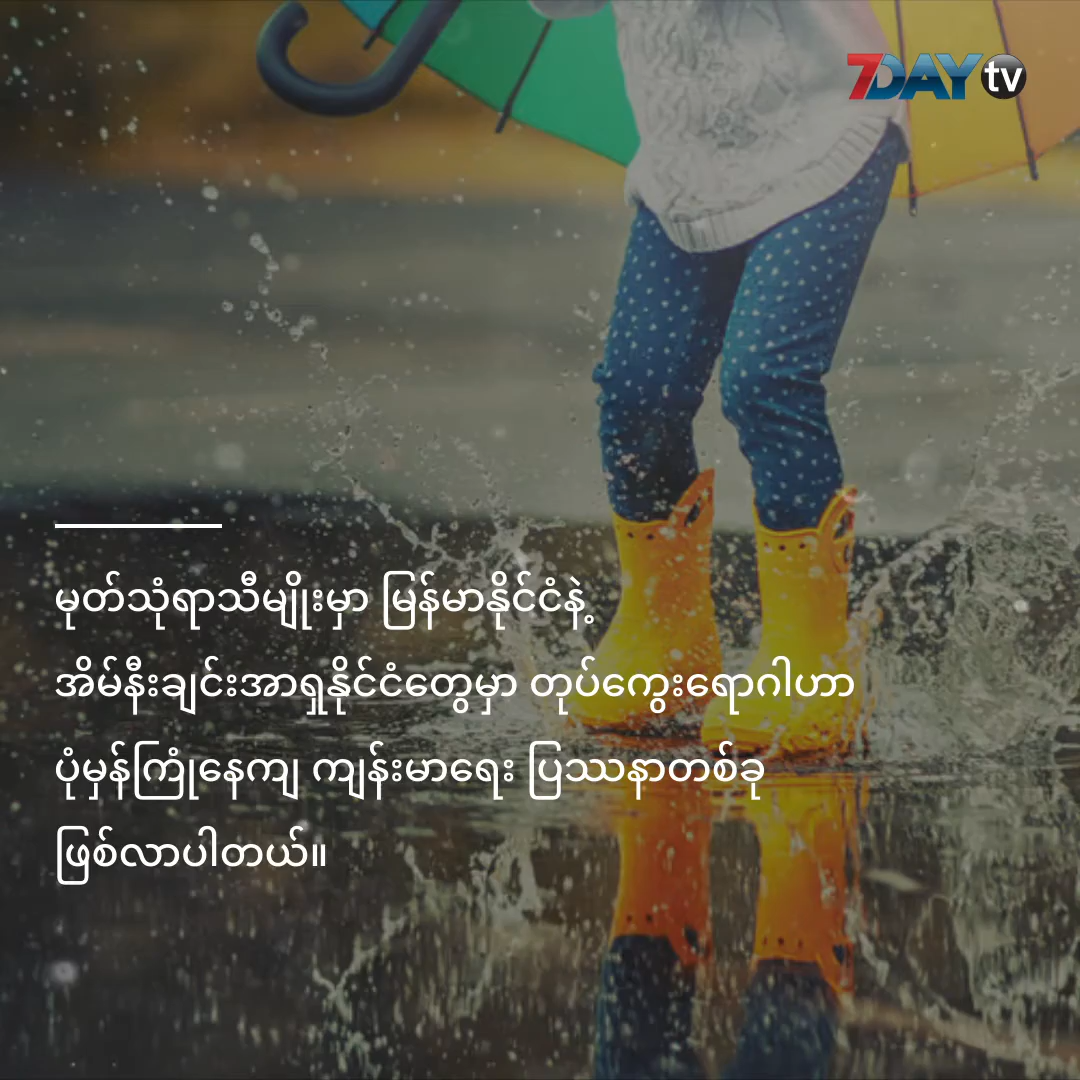 7DAY tv
မုတ်သုံရာသီမျိုးမှာ မြန်မာနိုင်ငံနဲ့
အိမ်နီးချင်းအာရှနိုင်ငံတွေမှာ တုပ်ကွေးရောဂါဟာ
ပုံမှန်ကြုံနေကျ ကျန်းမာရေး ပြဿနာတစ်ခု
ဖြစ်လာပါတယ်။